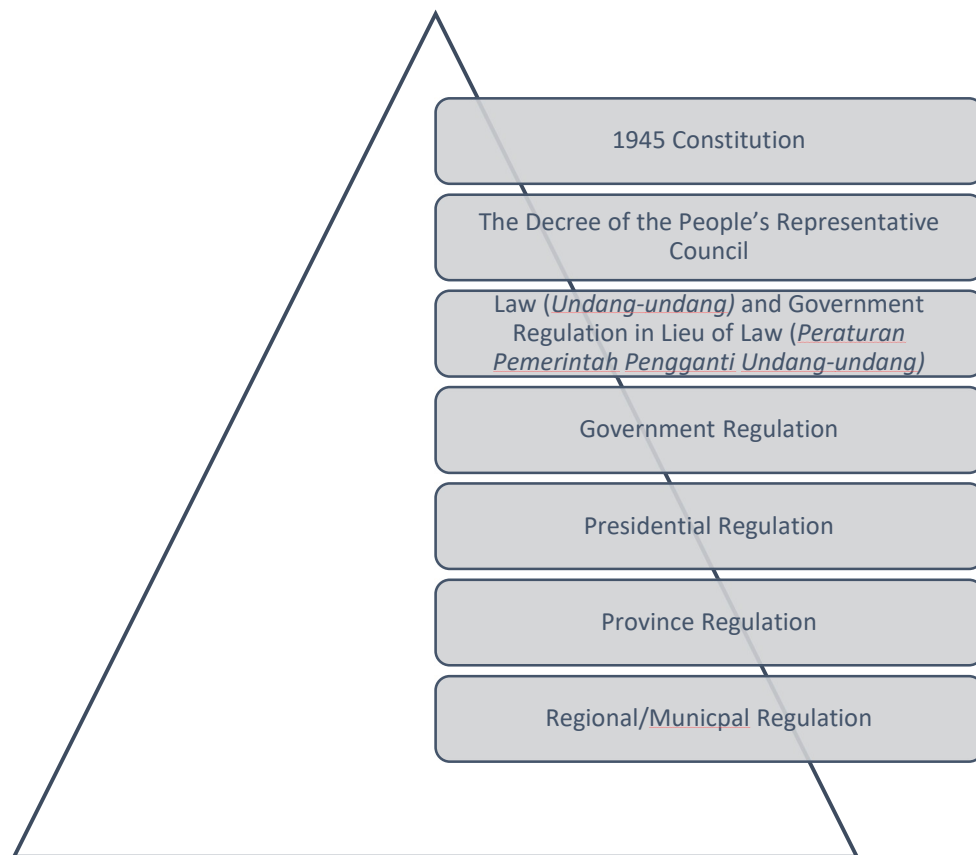 1945 Constitution
The Decree of the People’s Representative
Council
Law (Undang-undang) and Government
Regulation in Lieu of Law (Peraturan
Pemerintah Pengganti Undang-undang)
Government Regulation
Presidential Regulation
Province Regulation
Regional/Municpal Regulation